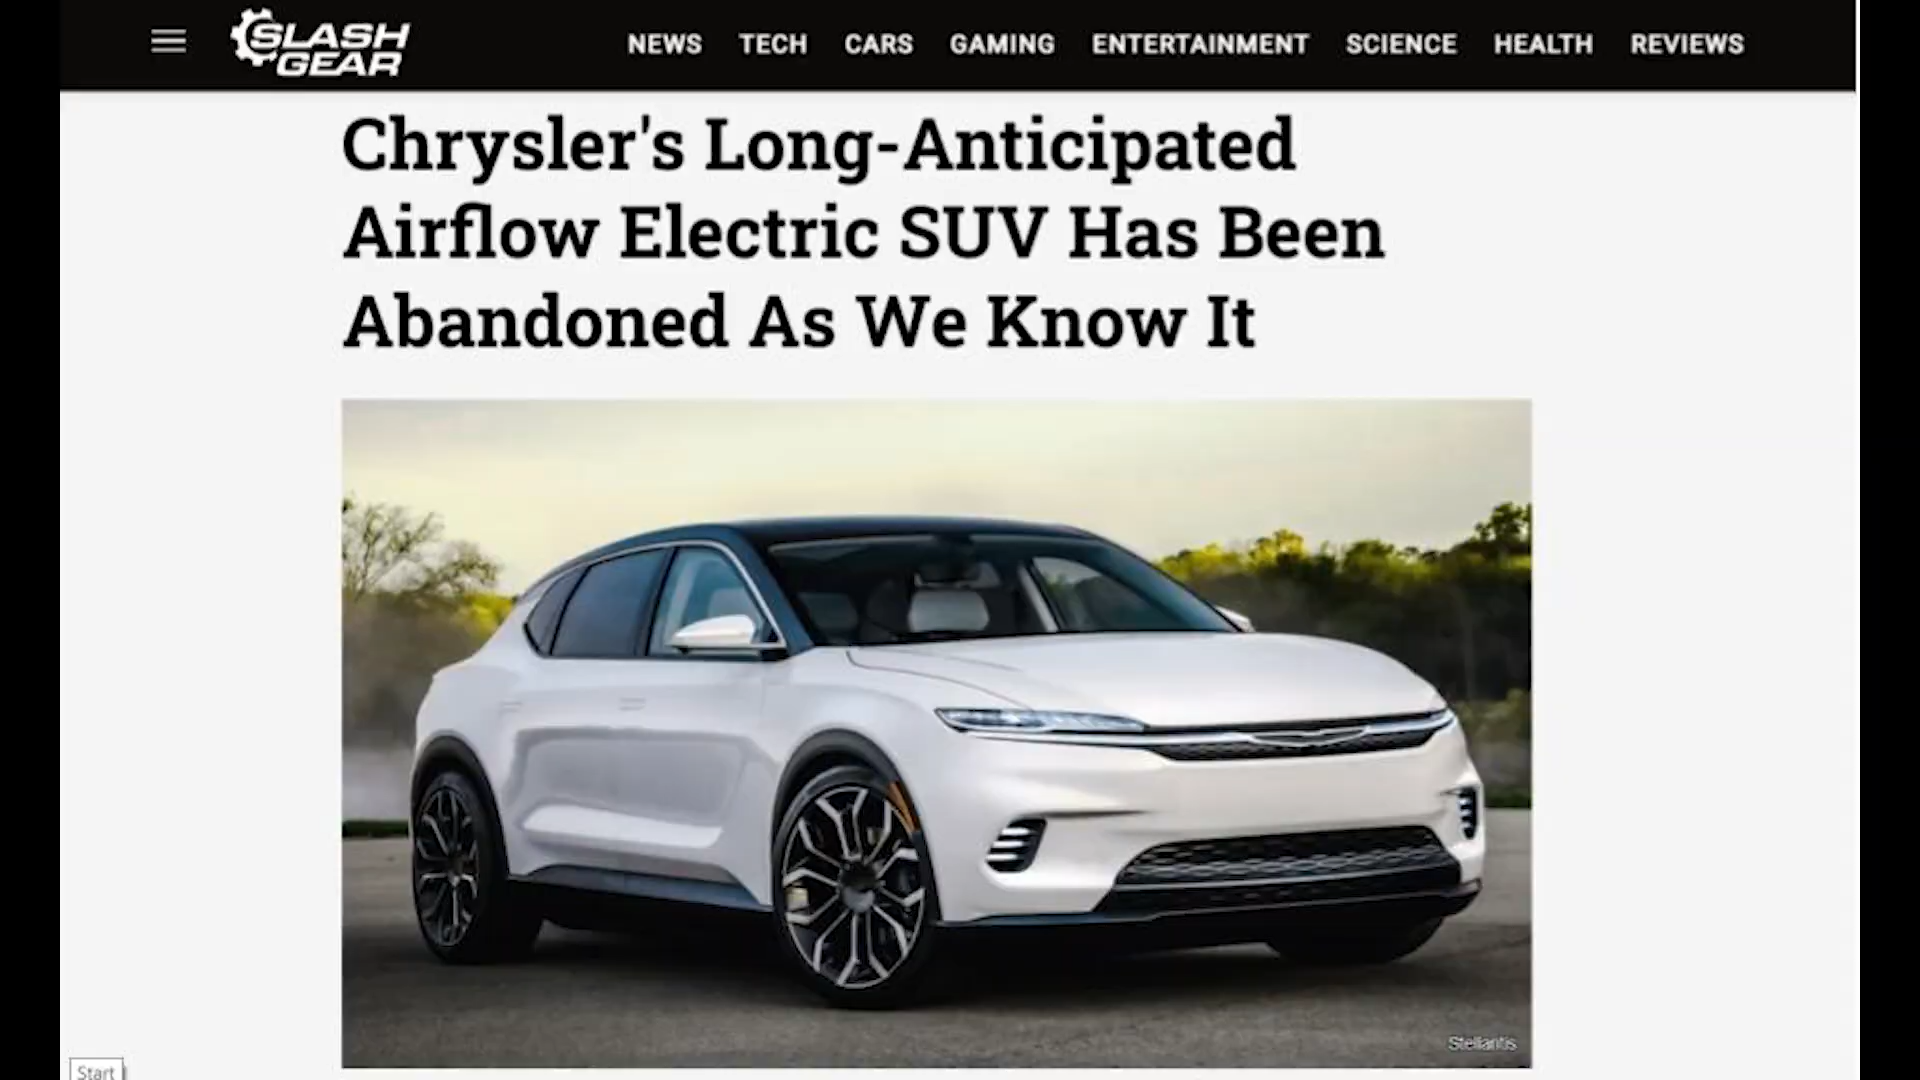 SLASH
GEAR
NEWS TECH CARS GAMING ENTERTAINMENT SCIENCE HEALTH REVIEWS
Chrysler's Long-Anticipated
Airflow Electric SUV Has Been
Abandoned As We Know It
Stellantis
Start